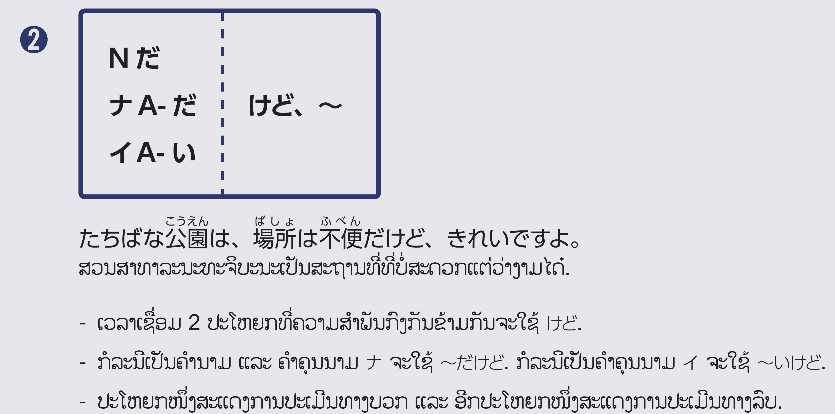 2
N だ
ナ A- だ
イ A- い
けど、～
こうえん ばしょ ふべん
たちばな公園は、場所は不便だけど、きれいですよ。
ສວນສາທາລະນະທະຈິບະນະເປັນສະຖານທີ່ທີ່ບໍ່ສະດວກແຕ່ວ່າງາມໄດ໋.
- ເວລາເຊື່ອມ 2 ປະໂຫຍກທີ່ຄວາມສຳພັນກົງກັນຂ້າມກັນຈະໃຊ້ けど.
- ກໍລະນີເປັນຄຳນາມ ແລະ ຄຳຄຸນນາມ ナ ຈະໃຊ້ ～だけど. ກໍລະນີເປັນຄຳຄຸນນາມ イ ຈະໃຊ້ ～いけど.
- ປະໂຫຍກໜຶ່ງສະແດງການປະເມີນທາງບວກ ແລະ ອີກປະໂຫຍກໜຶ່ງສະແດງການປະເມີນທາງລົບ.